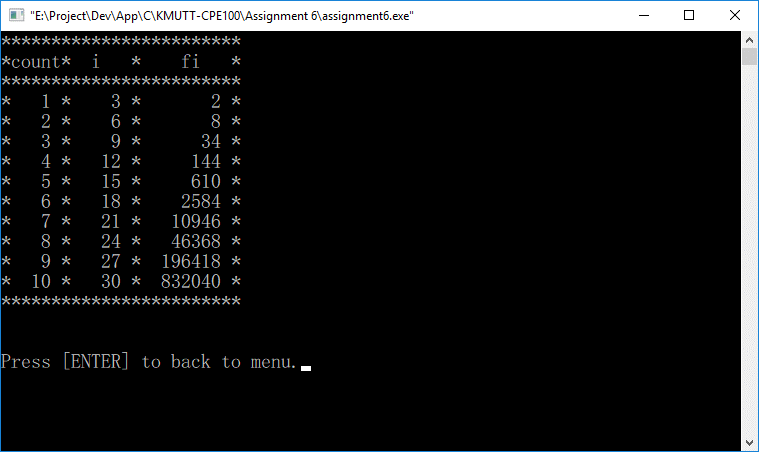 "E:\Project\Dev\App\C\KMUTT-CPE100\Assignment 6\assignment6.exe"
************************
*count*  i   *    fi   *
************************
*   1 *    3 *       2 *
*   2 *    6 *       8 *
*   3 *    9 *      34 *
*   4 *   12 *     144 *
*   5 *   15 *     610 *
*   6 *   18 *    2584 *
*   7 *   21 *   10946 *
*   8 *   24 *   46368 *
*   9 *   27 *  196418 *
*  10 *   30 *  832040 *
************************
Press [ENTER] to back to menu.